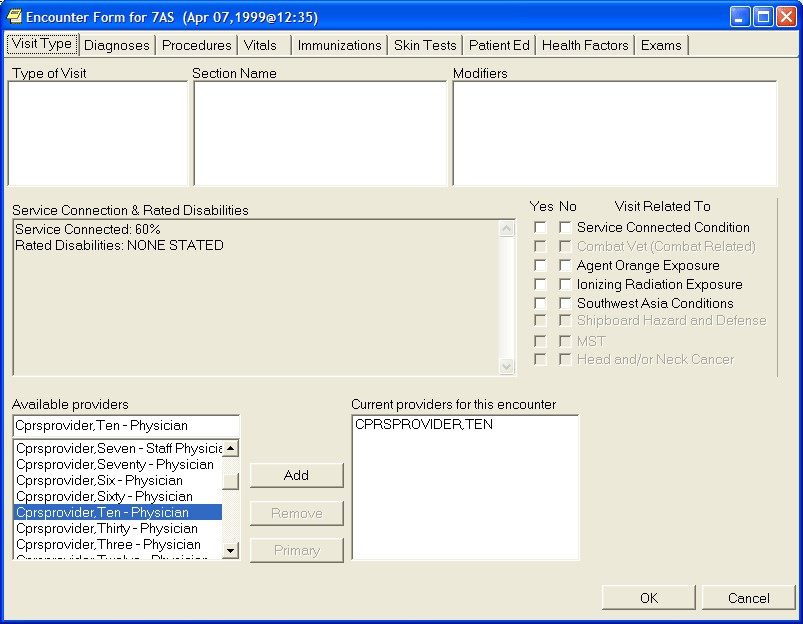 Encounter Form for 7AS (Apr 07,1999@12:35)
Visit Type Diagnoses Procedures Vitals Immunizations Skin Tests Patient Ed Health Factors Exams
Type of Visit Section Name Modifiers
Service Connection & Rated Disabilities
Service Connected: 60%
Rated Disabilities: NONE STATED
Yes No Visit Related To
Service Connected Condition
Combat Vet (Combat Related)
Agent Orange Exposure
Ionizing Radiation Exposure
Southwest Asia Conditions
Shipboard Hazard and Defense
MST
Head and/or Neck Cancer
Available providers
Cprsprovider,Ten - Physician
Cprsprovider,Seven - Staff Physicia
Cprsprovider,Seventy - Physician
Cprsprovider,Six - Physician
Cprsprovider,Sixty - Physician
Cprsprovider,Ten - Physician
Cprsprovider,Thirty - Physician
Cprsprovider,Three - Physician
Cprsprovider,Twelve - Physician
Add
Remove
Primary
Current providers for this encounter
CPRSPROVIDER,TEN
OK Cancel